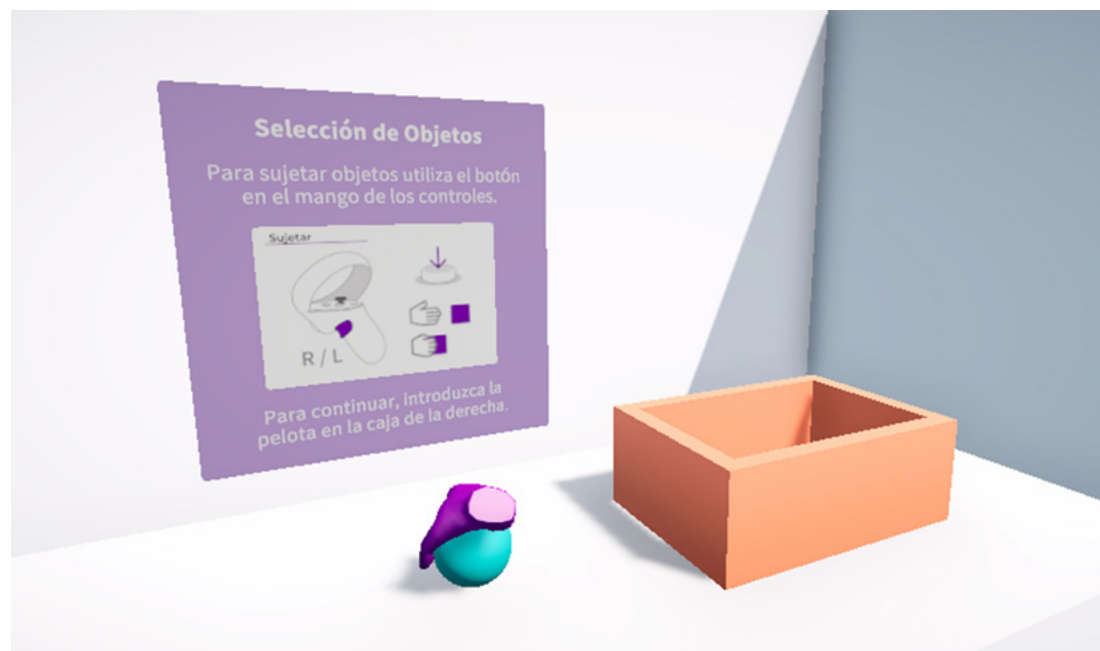 Selección de Objetos
Para sujetar objetos utiliza el botón
en el mango de los controles.
Sujetar
R / L
Para continuar, introduzca la
pelota en la caja de la derecha.